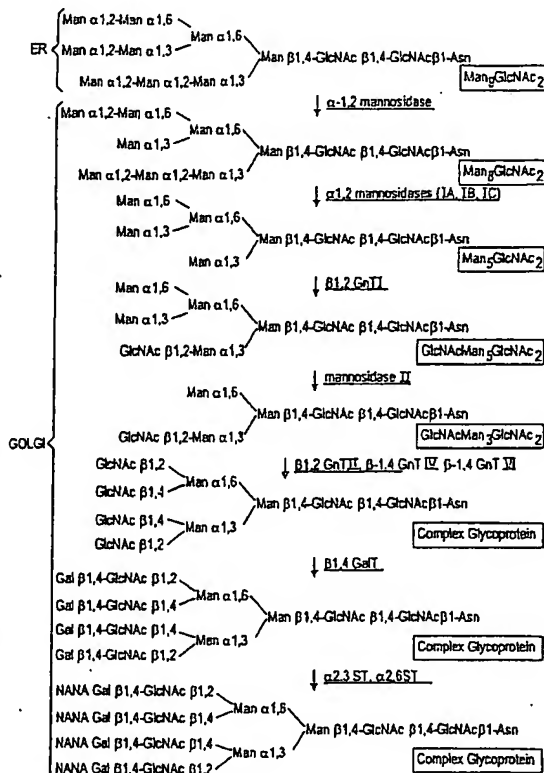 ER
Man α1,2-Man α1,6
Man α1,6
Man α1,2-Man α1,3
Man β1,4-GlcNAc β1,4-GlcNAcβ1-Asn
Man α1,2-Man α1,2-Man α1,3
Man9GlcNAc2
↓ α-1,2 mannosidase
Man α1,2-Man α1,6
Man α1,6
Man α1,3
Man β1,4-GlcNAc β1,4-GlcNAcβ1-Asn
Man α1,2-Man α1,2-Man α1,3
Man8GlcNAc2
↓ α1,2 mannosidases (IA, IB, IC)
Man α1,6
Man α1,6
Man α1,3
Man β1,4-GlcNAc β1,4-GlcNAcβ1-Asn
Man α1,3
Man5GlcNAc2
↓ β1,2 GnTI
Man α1,6
Man α1,6
Man α1,3
Man β1,4-GlcNAc β1,4-GlcNAcβ1-Asn
GlcNAc β1,2-Man α1,3
GlcNAcMan5GlcNAc2
↓ mannosidase II
Man α1,6
Man β1,4-GlcNAc β1,4-GlcNAcβ1-Asn
GlcNAc β1,2-Man α1,3
GlcNAcMan3GlcNAc2
GOLGI
↓ β1,2 GnTII, β-1,4 GnT IV, β-1,4 GnT VI
GlcNAc β1,2
Man α1,6
GlcNAc β1,4
Man β1,4-GlcNAc β1,4-GlcNAcβ1-Asn
GlcNAc β1,4
Man α1,3
GlcNAc β1,2
Complex Glycoprotein
↓ β1,4 GalT
Gal β1,4-GlcNAc β1,2
Man α1,6
Gal β1,4-GlcNAc β1,4
Man β1,4-GlcNAc β1,4-GlcNAcβ1-Asn
Gal β1,4-GlcNAc β1,4
Man α1,3
Gal β1,4-GlcNAc β1,2
Complex Glycoprotein
↓ α2,3 ST, α2,6ST
NANA Gal β1,4-GlcNAc β1,2
Man α1,6
NANA Gal β1,4-GlcNAc β1,4
Man β1,4-GlcNAc β1,4-GlcNAcβ1-Asn
NANA Gal β1,4-GlcNAc β1,4
Man α1,3
NANA Gal β1,4-GlcNAc β1,2
Complex Glycoprotein